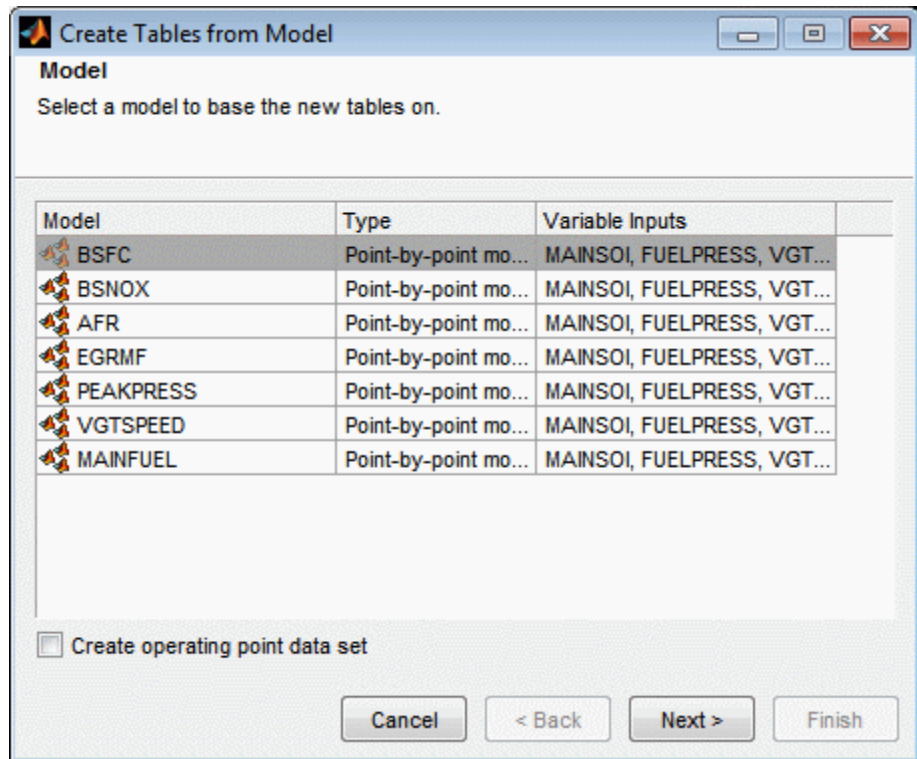 Create Tables from Model
Model
Select a model to base the new tables on.
Model Type Variable Inputs
BSFC Point-by-point mo... MAINSOI, FUELPRESS, VGT...
BSNOX Point-by-point mo... MAINSOI, FUELPRESS, VGT...
AFR Point-by-point mo... MAINSOI, FUELPRESS, VGT...
EGRMF Point-by-point mo... MAINSOI, FUELPRESS, VGT...
PEAKPRESS Point-by-point mo... MAINSOI, FUELPRESS, VGT...
VGTSPEED Point-by-point mo... MAINSOI, FUELPRESS, VGT...
MAINFUEL Point-by-point mo... MAINSOI, FUELPRESS, VGT...
Create operating point data set
Cancel < Back Next > Finish